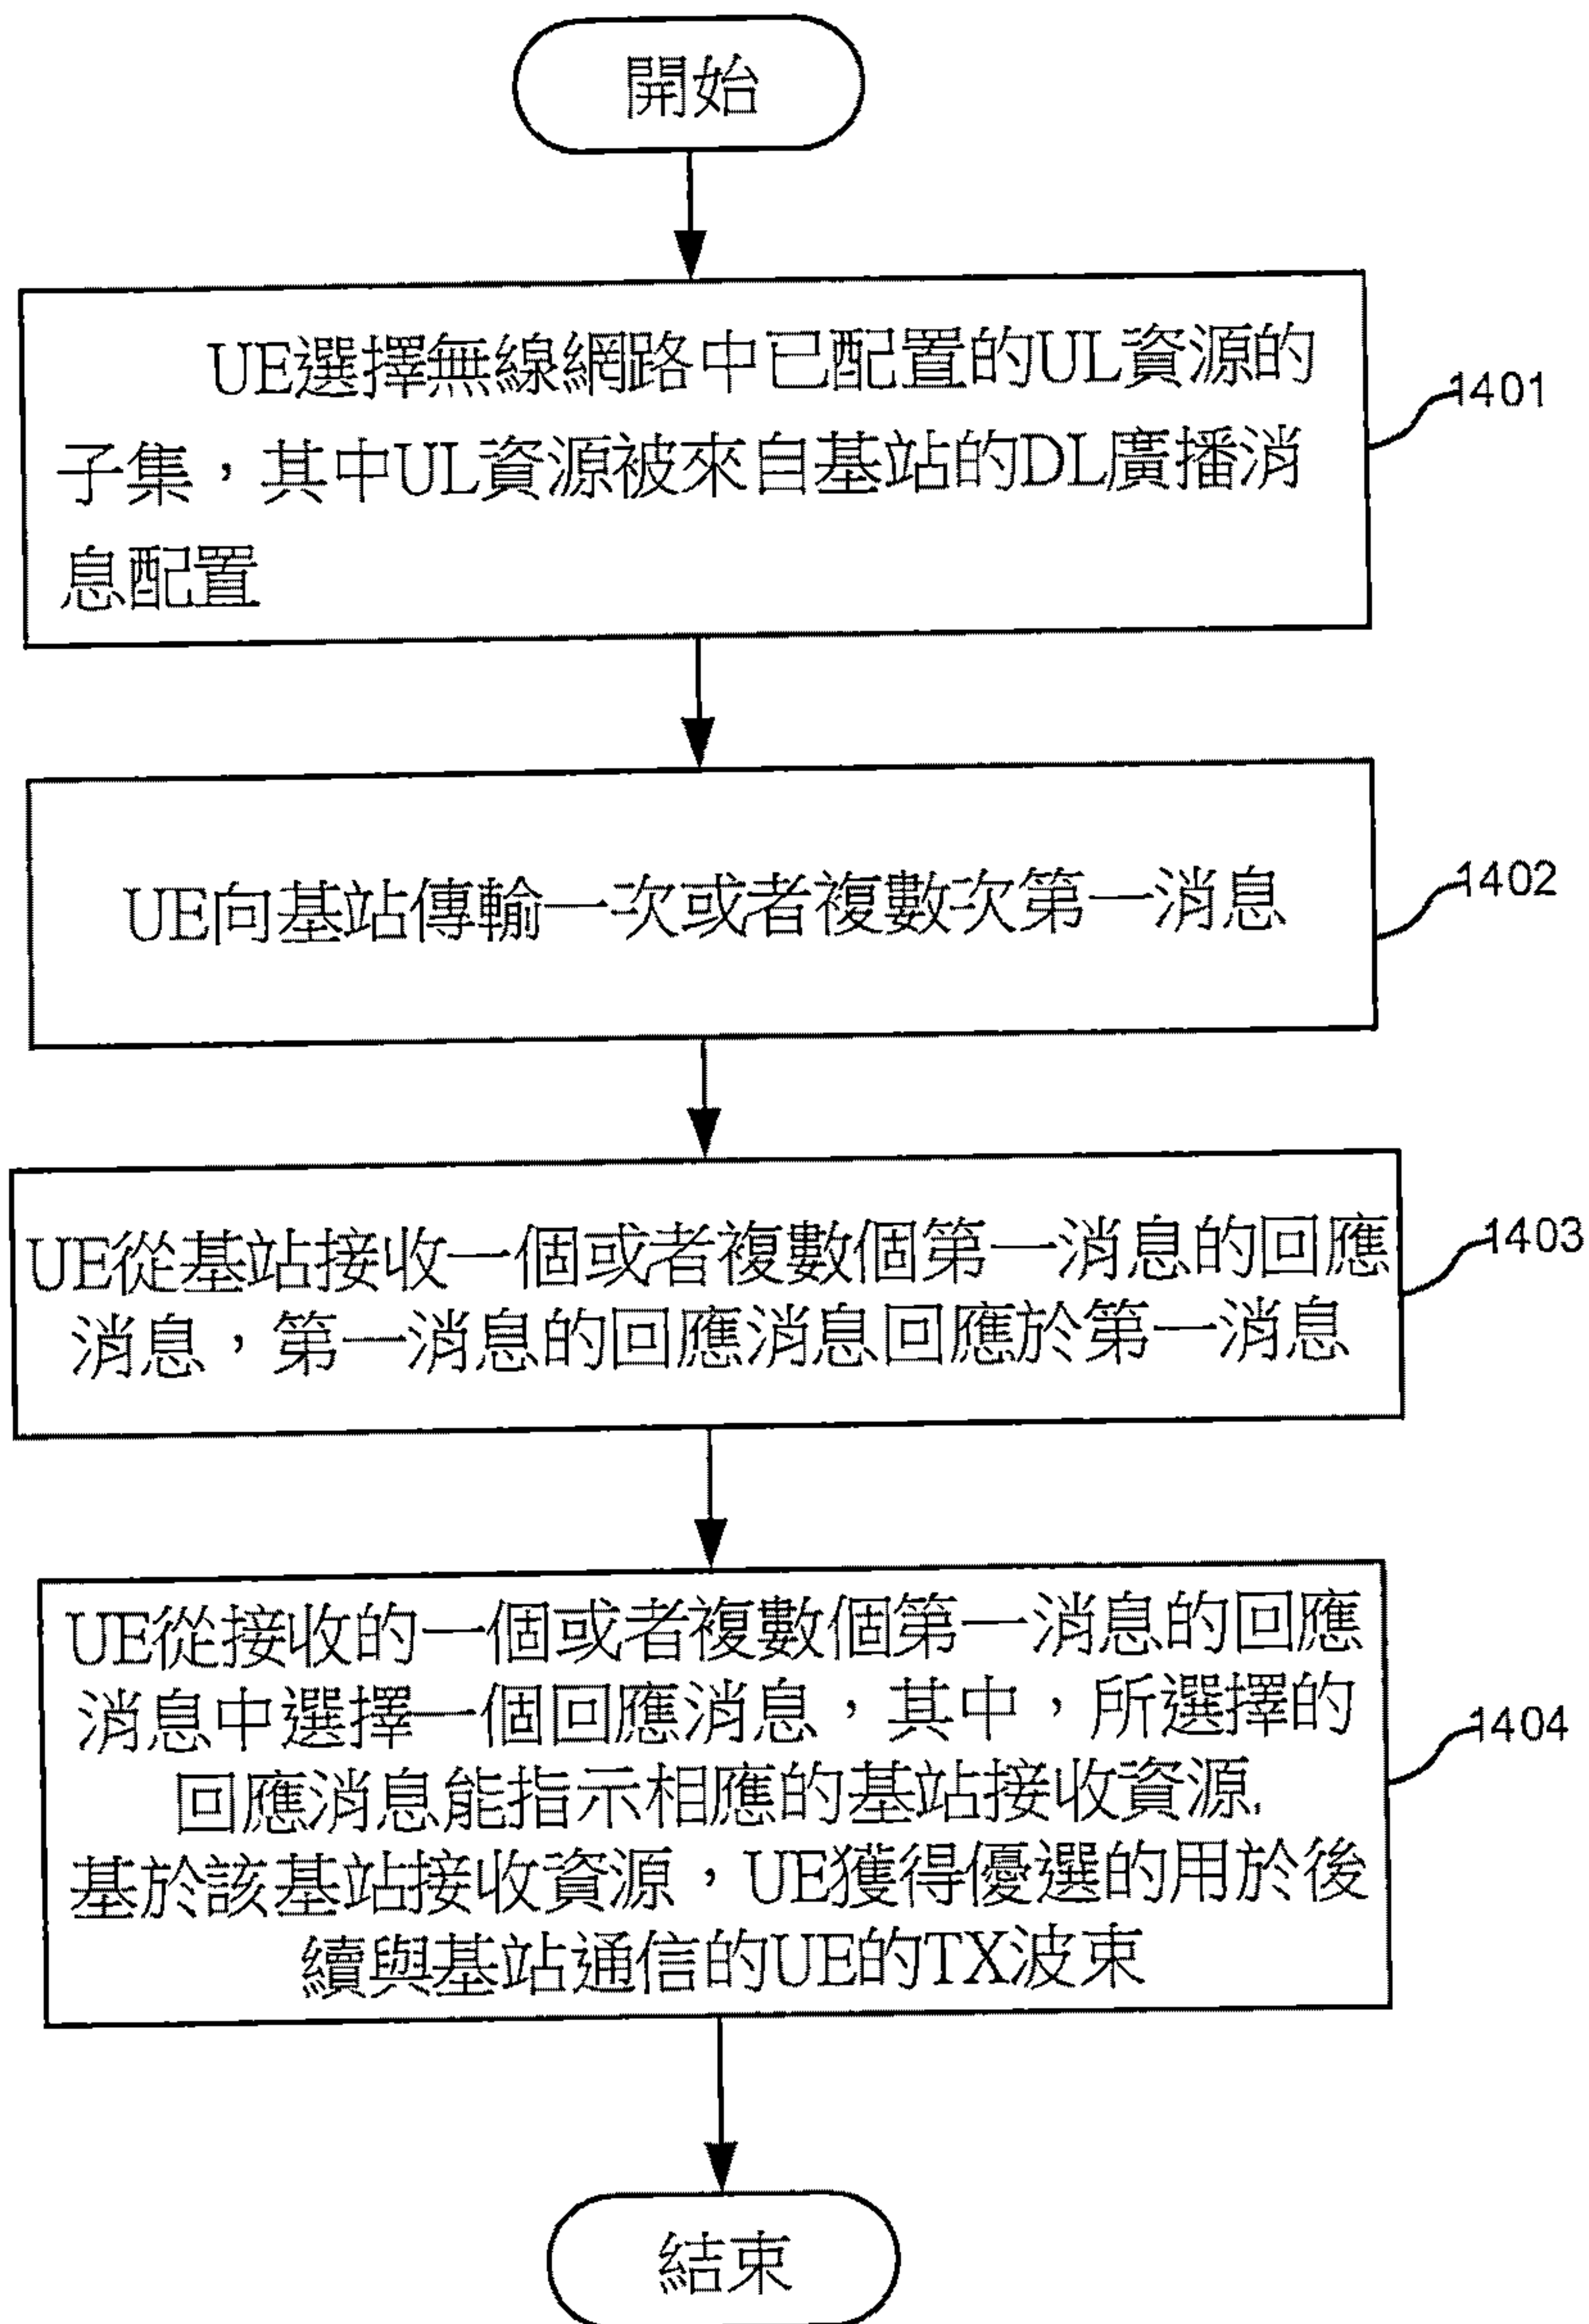 開始
UE選擇無線網路中已配置的UL資源的
子集，其中UL資源被來自基站的DL廣播消
息配置
1401
UE向基站傳輸一次或者複數次第一消息
1402
UE從基站接收一個或者複數個第一消息的回應
消息，第一消息的回應消息回應於第一消息
1403
UE從接收的一個或者複數個第一消息的回應
消息中選擇一個回應消息，其中，所選擇的
回應消息能指示相應的基站接收資源,
基於該基站接收資源，UE獲得優選的用於後
續與基站通信的UE的TX波束
1404
結束